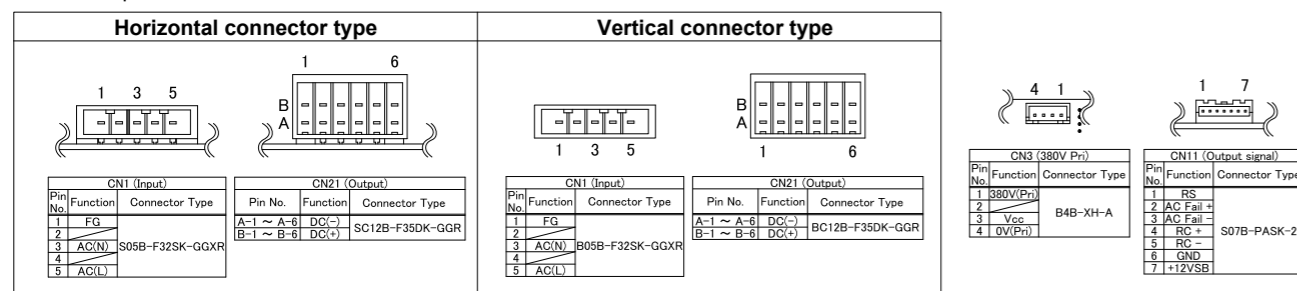 Horizontal connector type
1 6
1 3 5
B
A
CN1 (Input)
Pin No. Function Connector Type
1 FG S05B-F32SK-GGXR
2
3 AC(N)
4
5 AC(L)
CN21 (Output)
Pin No. Function Connector Type
A-1 ~ A-6 DC(-) SC12B-F35DK-GGR
B-1 ~ B-6 DC(+)
Vertical connector type
B
A
1 3 5
1 6
CN1 (Input)
Pin No. Function Connector Type
1 FG B05B-F32SK-GGXR
2
3 AC(N)
4
5 AC(L)
CN21 (Output)
Pin No. Function Connector Type
A-1 ~ A-6 DC(-) BC12B-F35DK-GGR
B-1 ~ B-6 DC(+)
4 1
CN3 (380V Pri)
Pin No. Function Connector Type
1 380V(Pri) B4B-XH-A
2
3 Vcc
4 0V(Pri)
1 7
CN11 (Output signal)
Pin No. Function Connector Type
1 RS S07B-PASK-2
2 AC Fail +
3 AC Fail -
4 RC +
5 RC -
6 GND
7 +12VSB